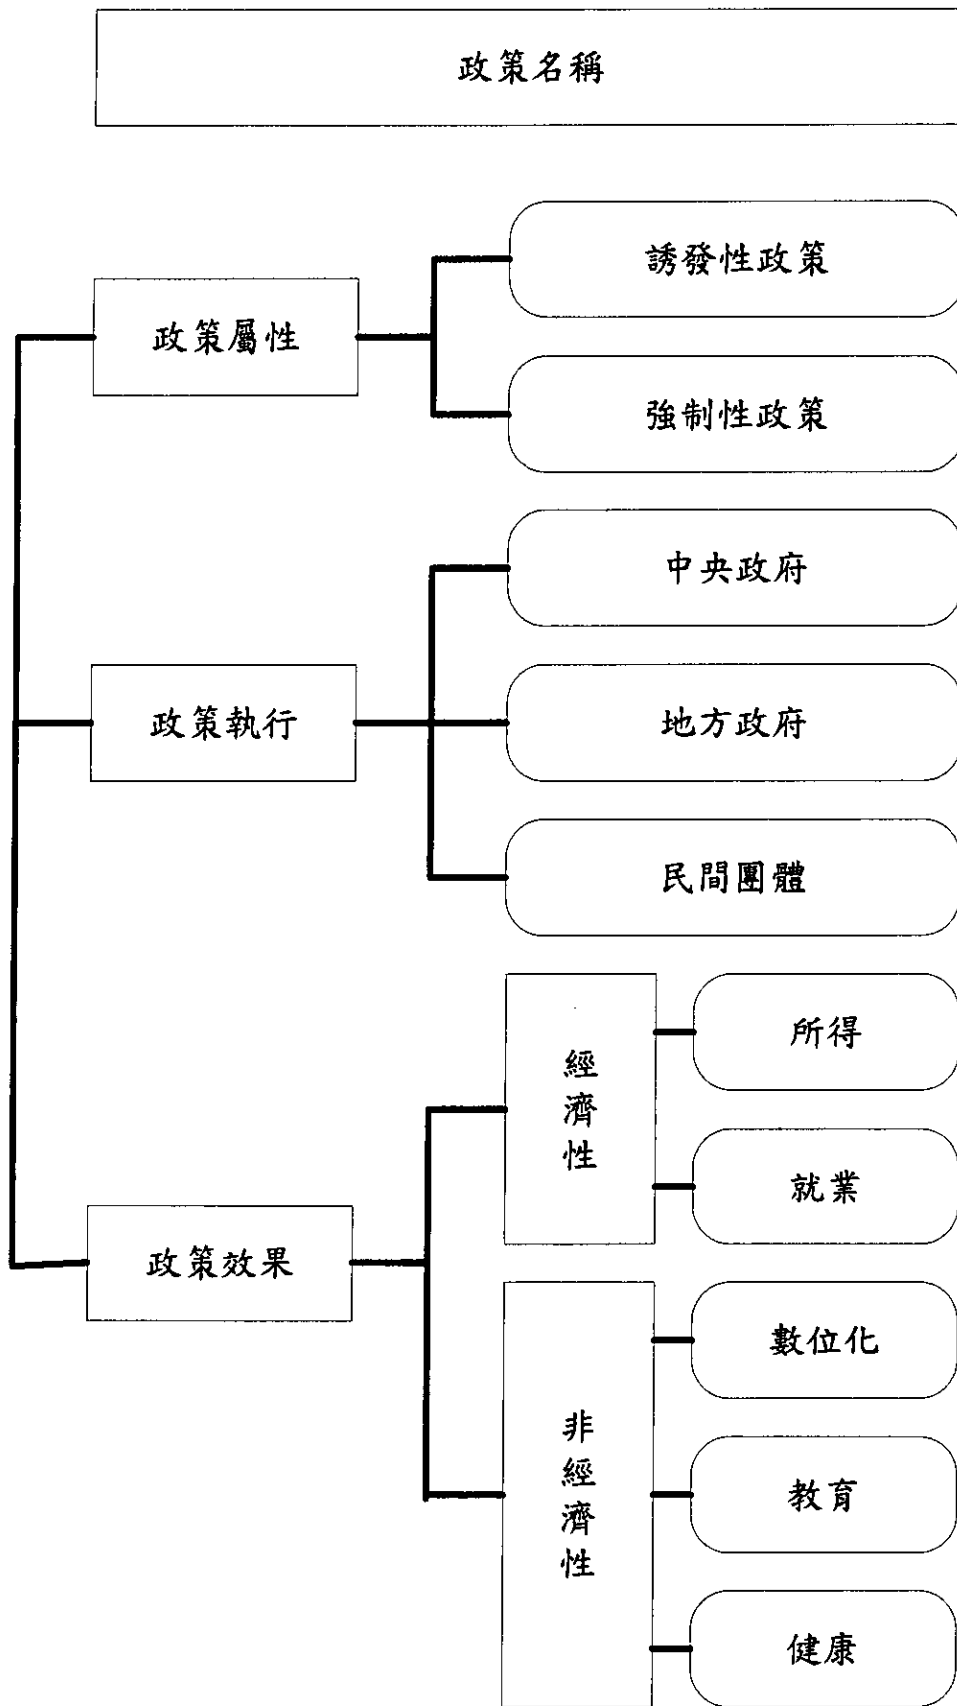 政策名稱
誘發性政策
政策屬性
強制性政策
中央政府
政策執行
地方政府
民間團體
經濟性
所得
就業
政策效果
非經濟性
數位化
教育
健康